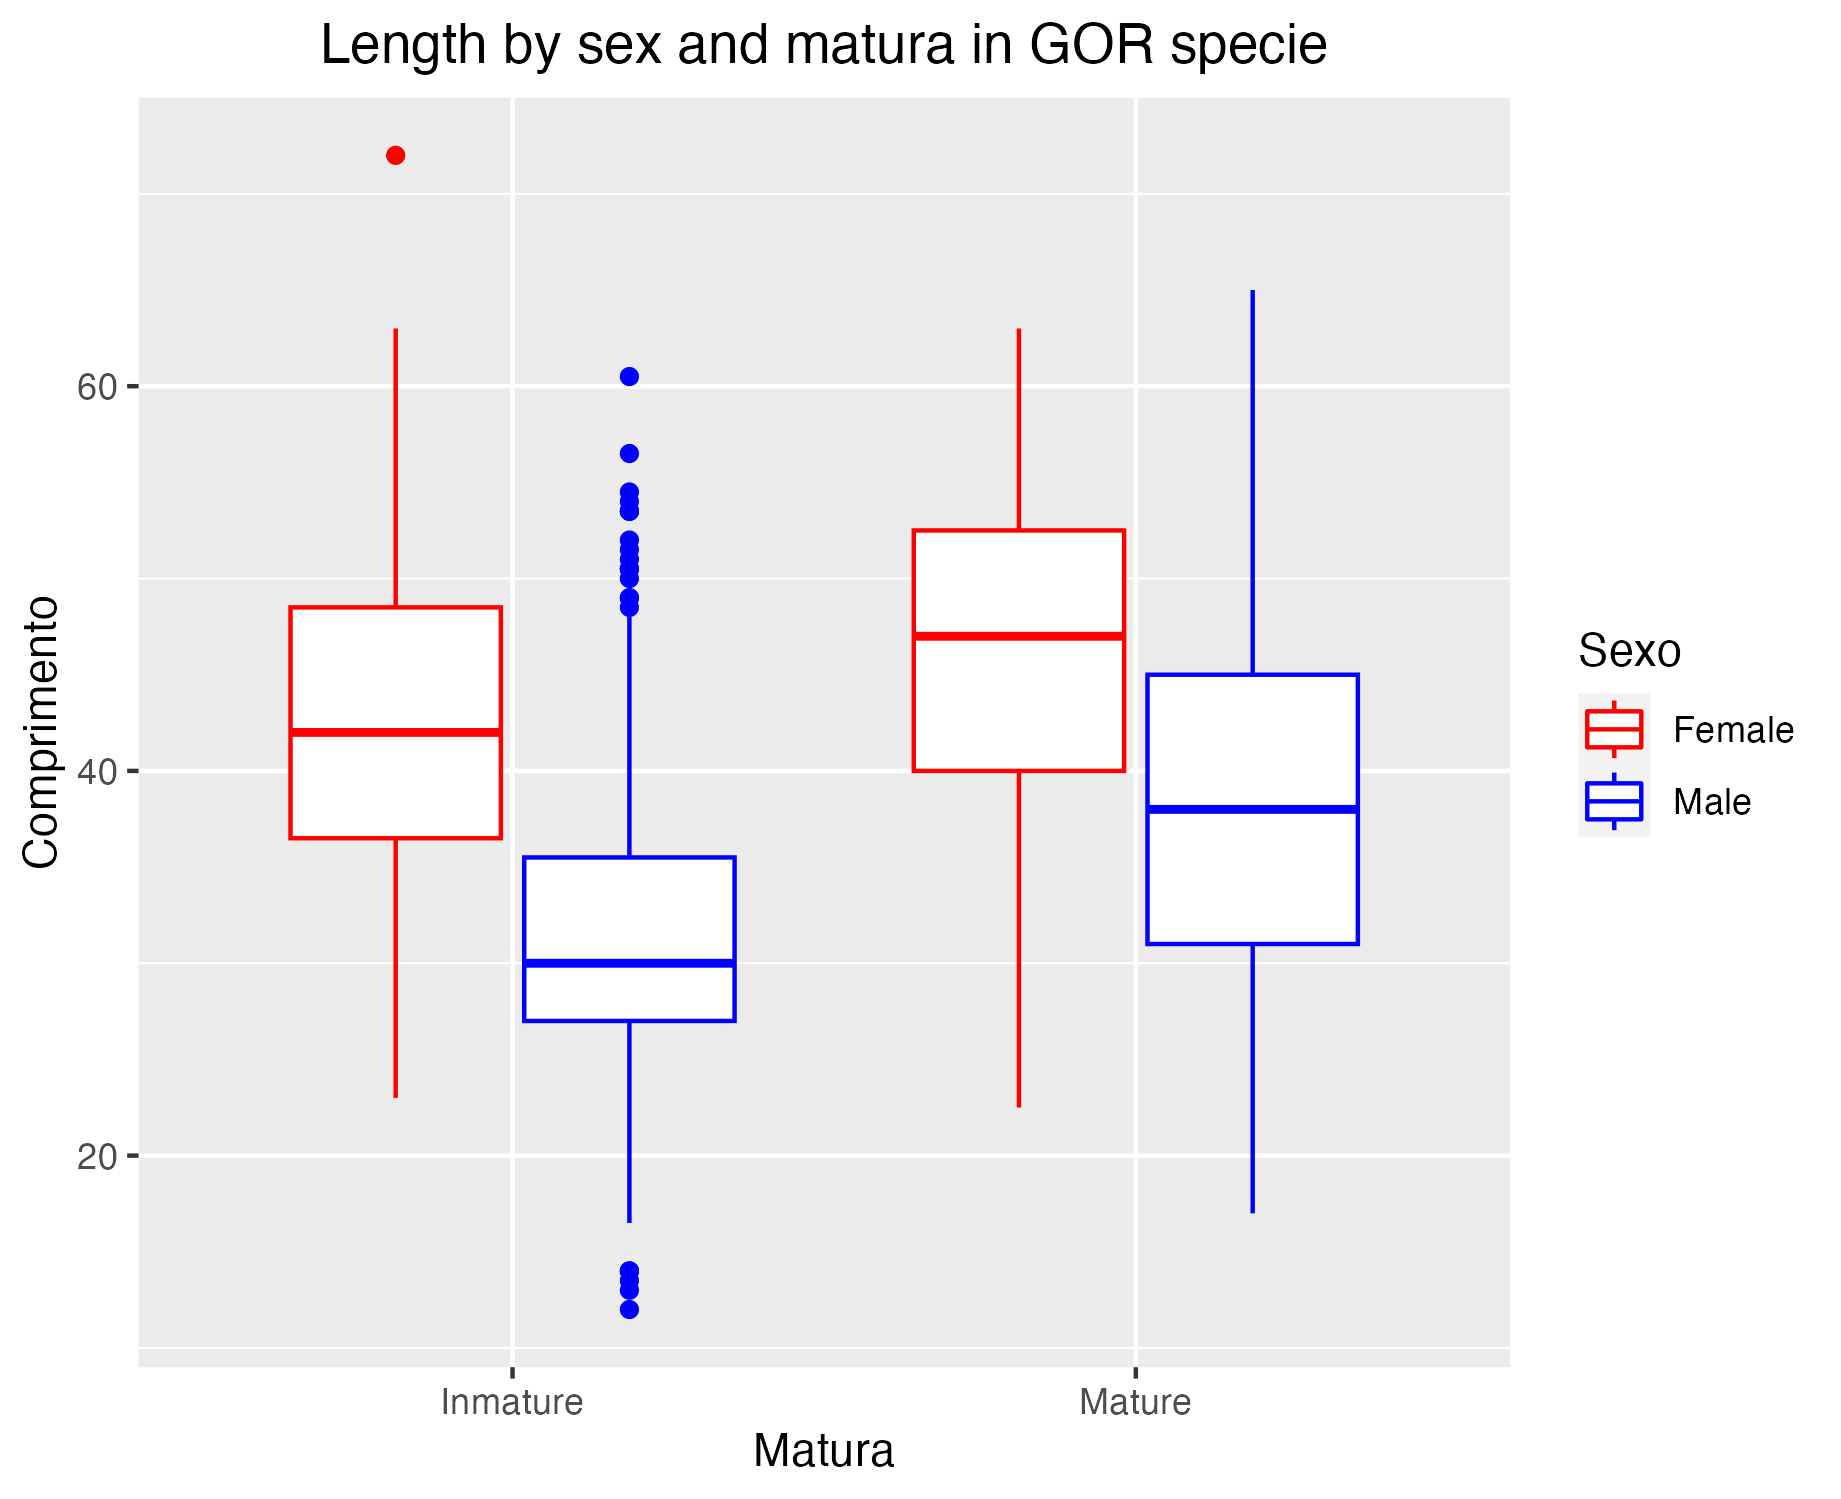 Length by sex and matura in GOR specie
Comprimento
60
40
20
Inmature
Mature
Matura
Sexo
Female
Male